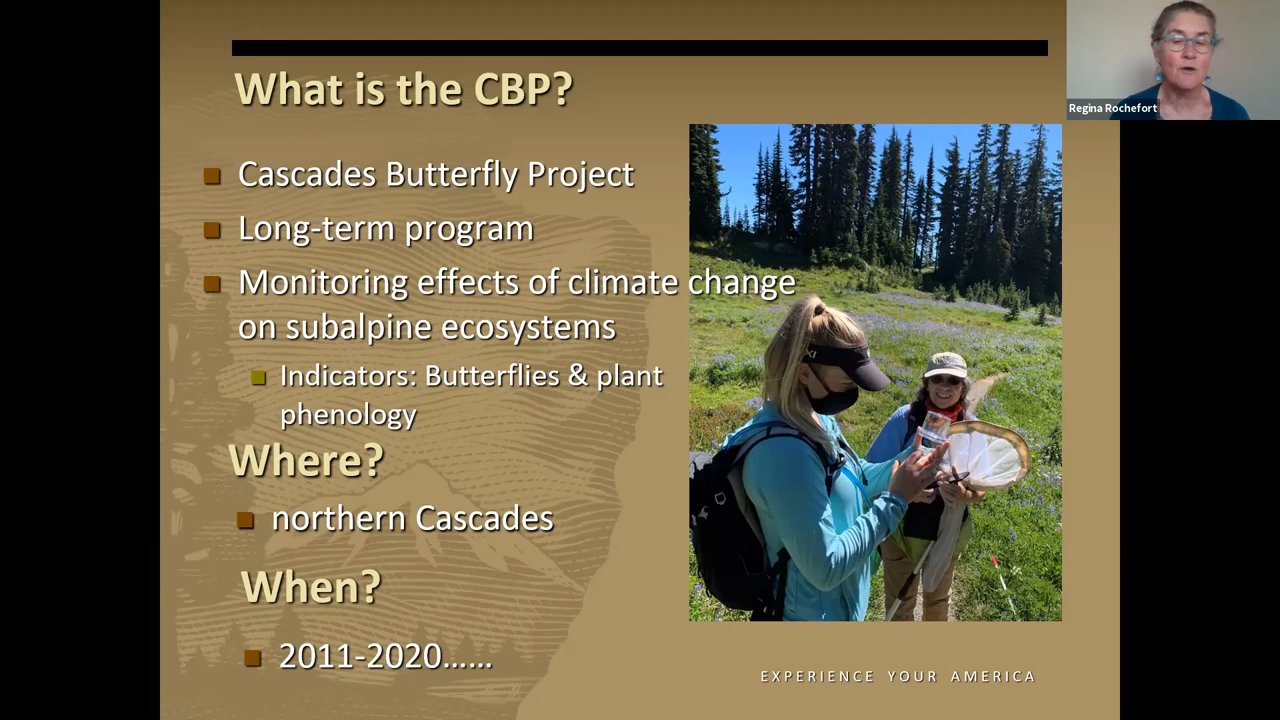 What is the CBP?
Regina Rochefort
Cascades Butterfly Project
Long-term program
Monitoring effects of climate change
on subalpine ecosystems
Indicators: Butterflies & plant
phenology
Where?
northern Cascades
When?
2011-2020......
EXPERIENCE YOUR AMERICA